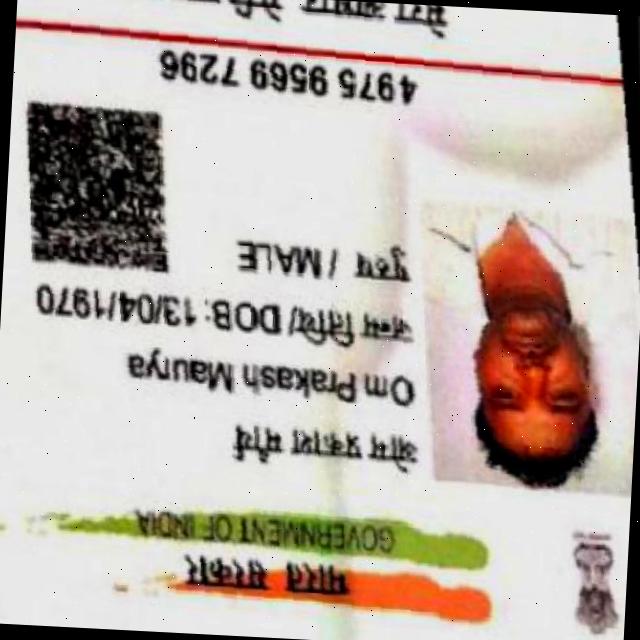 भारत सरकार
GOVERNMENT OF INDIA
ओम प्रकाश मौर्य
Om Prakash Maurya
जन्म तिथि/ DOB: 13/04/1970
पुरुष / MALE
4975 9569 7296
मेरा आधार, मेरी